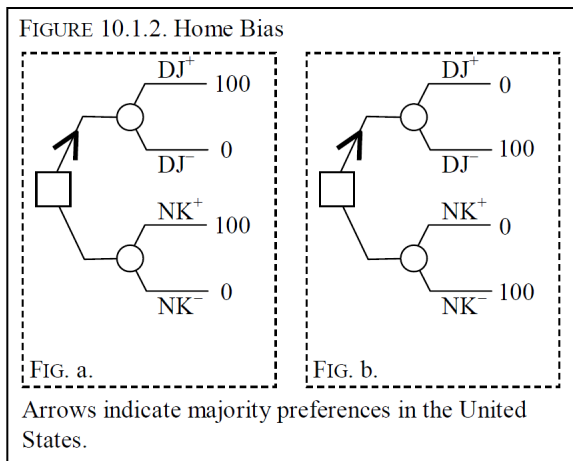 FIGURE 10.1.2. Home Bias
DJ⁺
100
0
DJ⁻
NK⁺
100
0
NK⁻
FIG. a.
DJ⁺
0
DJ⁻
100
NK⁺
0
NK⁻
100
FIG. b.
Arrows indicate majority preferences in the United
States.